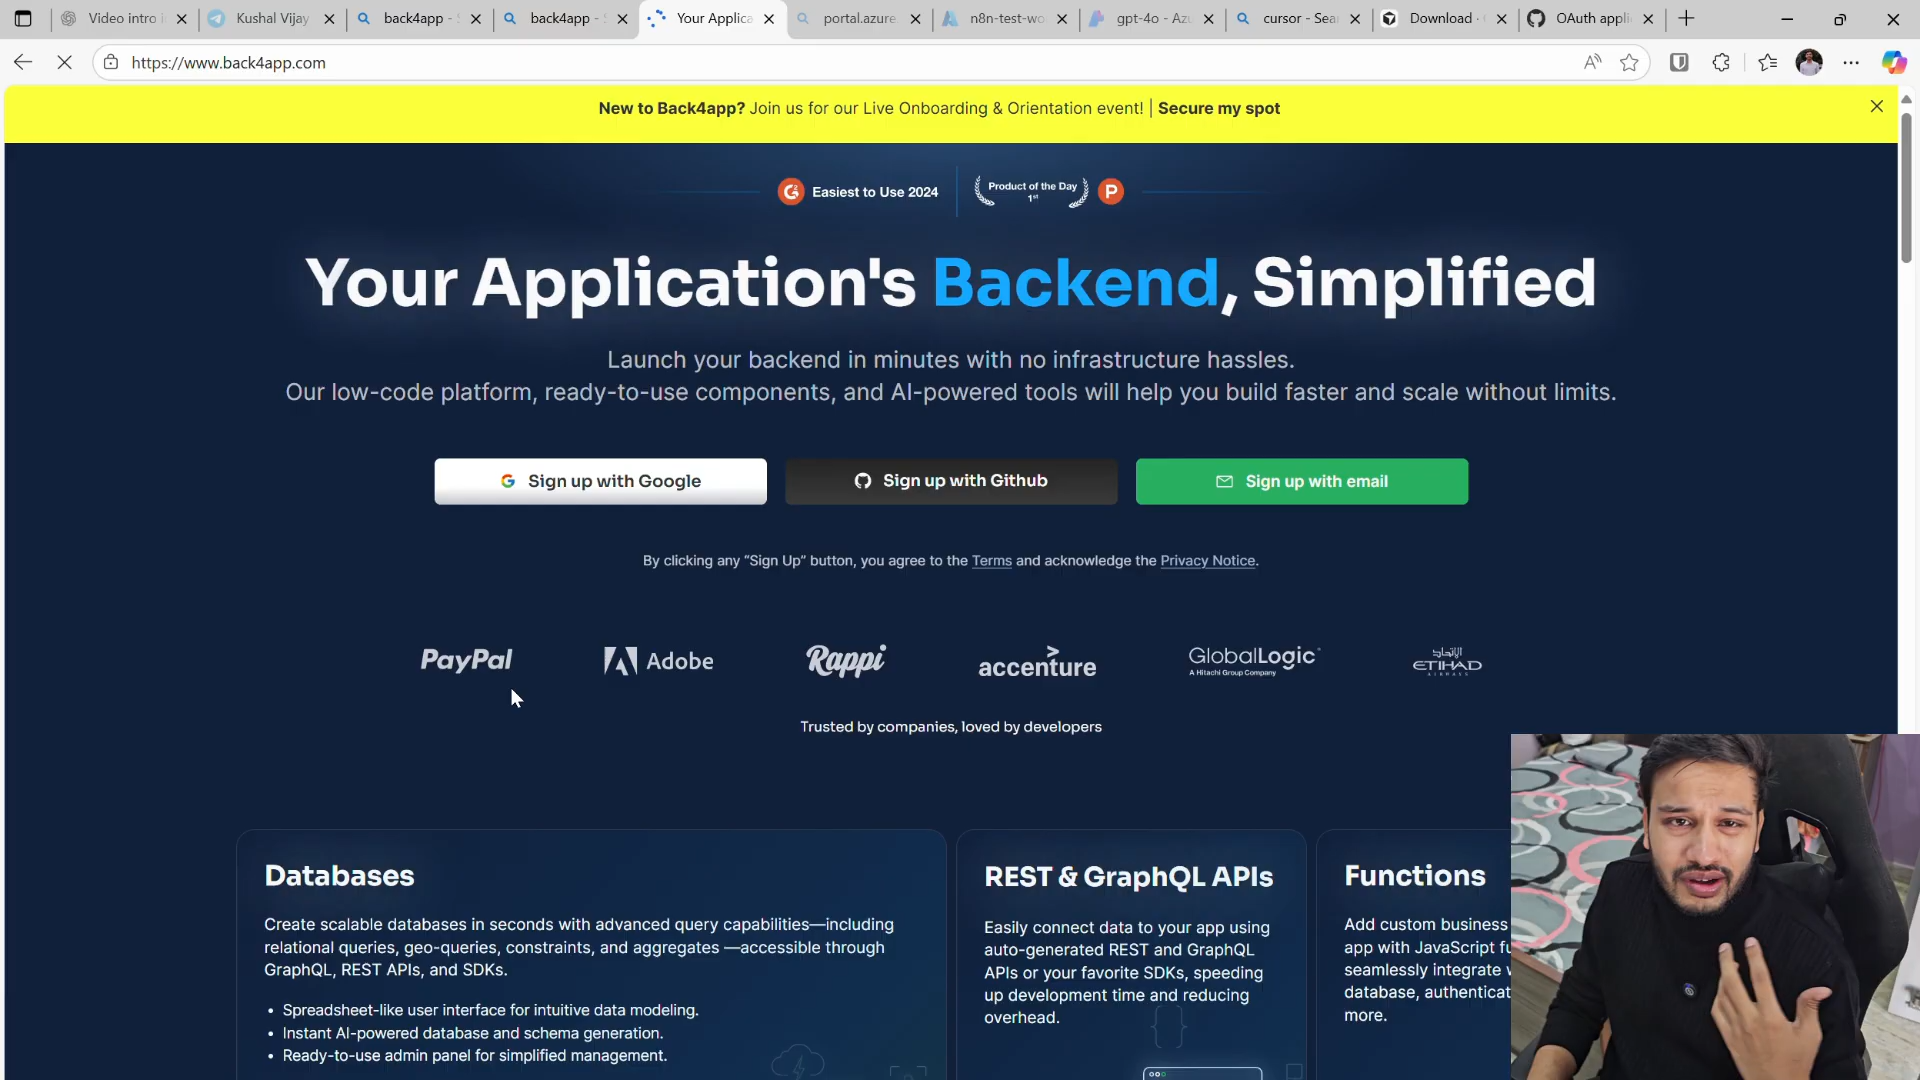 Video intro i
Kushal Vijay
back4app - S
back4app - S
Your Applica
portal.azure.
n8n-test-wo
gpt-4o - Azu
cursor - Sear
Download ·
OAuth appli
https://www.back4app.com
New to Back4app? Join us for our Live Onboarding & Orientation event! | Secure my spot
Easiest to Use 2024
Product of the Day
1st
Your Application's Backend, Simplified
Launch your backend in minutes with no infrastructure hassles.
Our low-code platform, ready-to-use components, and AI-powered tools will help you build faster and scale without limits.
Sign up with Google
Sign up with Github
Sign up with email
By clicking any “Sign Up” button, you agree to the Terms and acknowledge the Privacy Notice.
PayPal
Adobe
Rappi
accenture
GlobalLogic
A Hitachi Group Company
الإتحاد
ETIHAD
AIRWAYS
Trusted by companies, loved by developers
Databases
Create scalable databases in seconds with advanced query capabilities—including
relational queries, geo-queries, constraints, and aggregates —accessible through
GraphQL, REST APIs, and SDKs.
• Spreadsheet-like user interface for intuitive data modeling.
• Instant AI-powered database and schema generation.
• Ready-to-use admin panel for simplified management.
REST & GraphQL APIs
Easily connect data to your app using
auto-generated REST and GraphQL
APIs or your favorite SDKs, speeding
up development time and reducing
overhead.
Functions
Add custom business
app with JavaScript fu
seamlessly integrate w
database, authenticat
more.